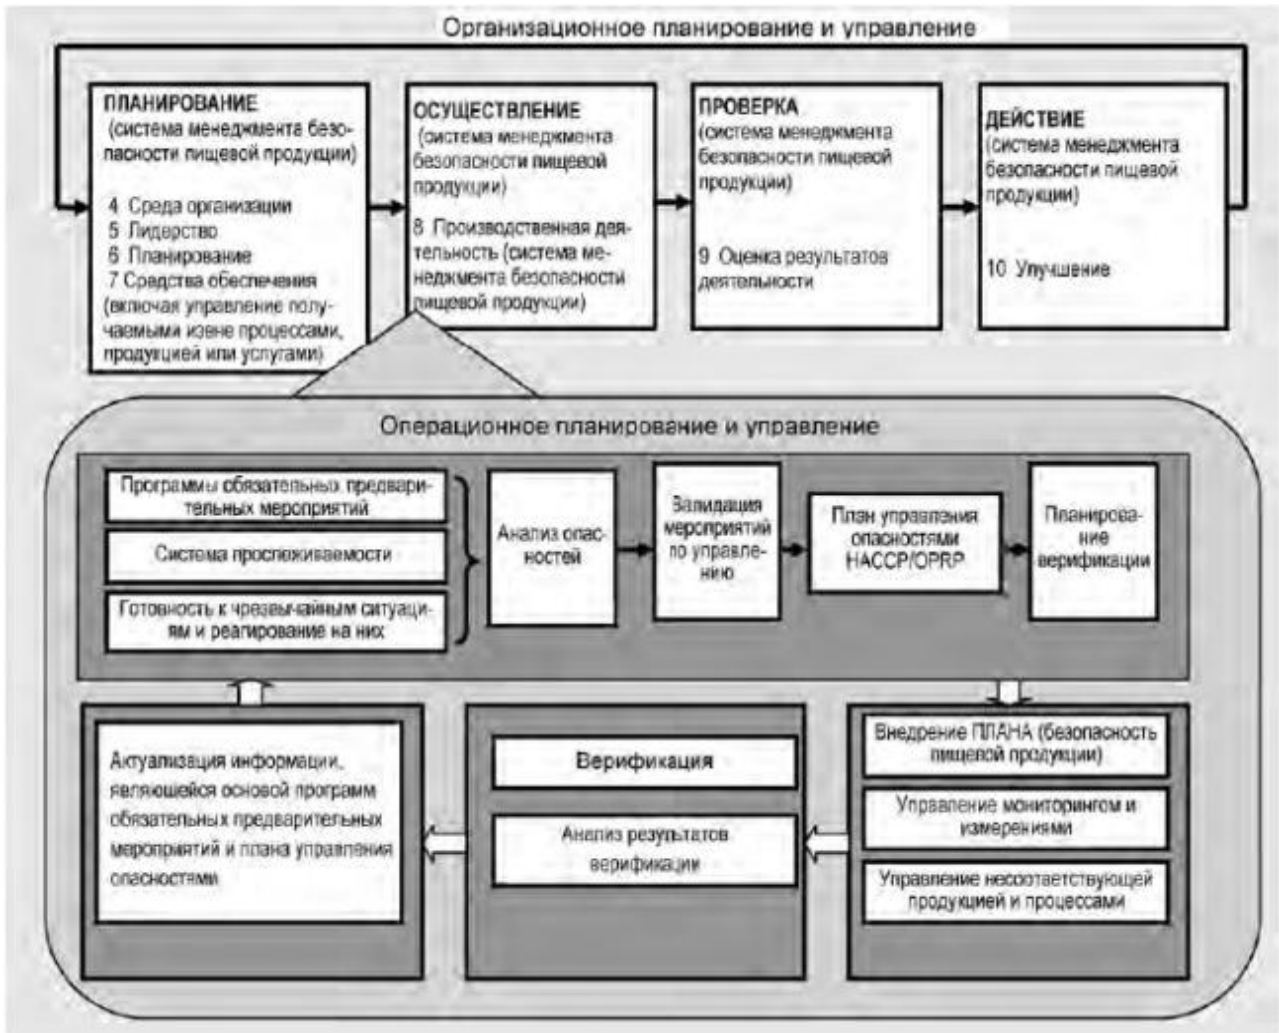 Организационное планирование и управление
ПЛАНИРОВАНИЕ
(система менеджмента безо-
пасности пищевой продукции)
4 Среда организации
5 Лидерство
6 Планирование
7 Средства обеспечения
(включая управление полу-
чаемыми извне процессами,
продукцией или услугами)
ОСУЩЕСТВЛЕНИЕ
(система менеджмента
безопасности пищевой
продукции)
8 Производственная дея-
тельность (система ме-
неджмента безопасности
пищевой продукции)
ПРОВЕРКА
(система менеджмента
безопасности пищевой
продукции)
9 Оценка результатов
деятельности
ДЕЙСТВИЕ
(система менеджмента
безопасности пищевой
продукции)
10 Улучшение
Операционное планирование и управление
Программы обязательных предвари-
тельных мероприятий
Система прослеживаемости
Готовность к чрезвычайным ситуаци-
ям и реагирование на них
Анализ опас-
ностей
Валидация
мероприятий
по управле-
нию
План управления
опасностями
HACCP/OPRP
Планирова-
ние
верификации
Внедрение ПЛАНА (безопасность
пищевой продукции)
Управление мониторингом и
измерениями
Управление несоответствующей
продукцией и процессами
Верификация
Анализ результатов
верификации
Актуализация информации,
являющейся основой программ
обязательных предварительных
мероприятий и плана управления
опасностями